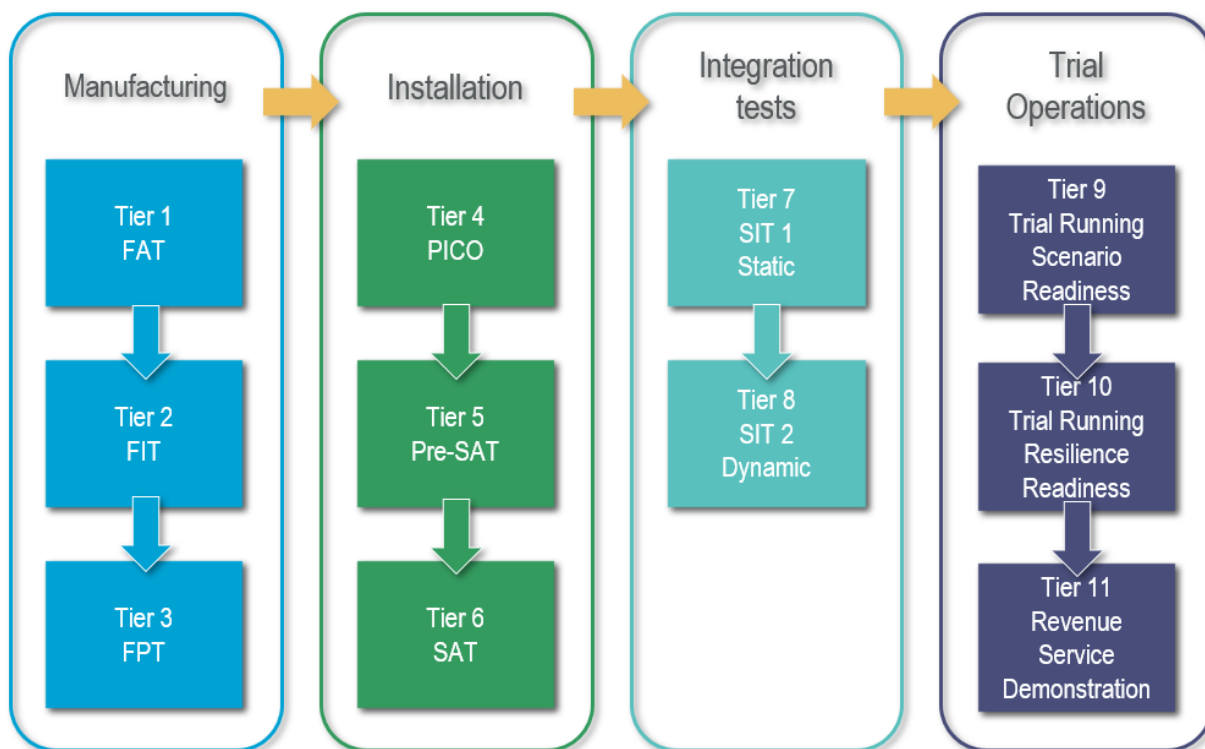 Manufacturing
Installation
Integration
tests
Trial
Operations
Tier 1
FAT
Tier 2
FIT
Tier 3
FPT
Tier 4
PICO
Tier 5
Pre-SAT
Tier 6
SAT
Tier 7
SIT 1
Static
Tier 8
SIT 2
Dynamic
Tier 9
Trial Running
Scenario
Readiness
Tier 10
Trial Running
Resilience
Readiness
Tier 11
Revenue
Service
Demonstration